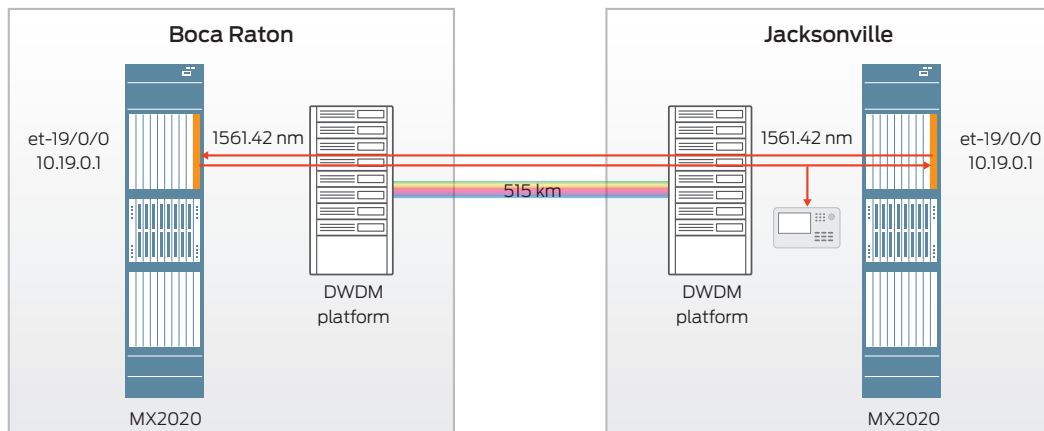 Boca Raton
et-19/0/0
10.19.0.1
1561.42 nm
DWDM
platform
MX2020
515 km
Jacksonville
1561.42 nm
et-19/0/0
10.19.0.1
DWDM
platform
MX2020